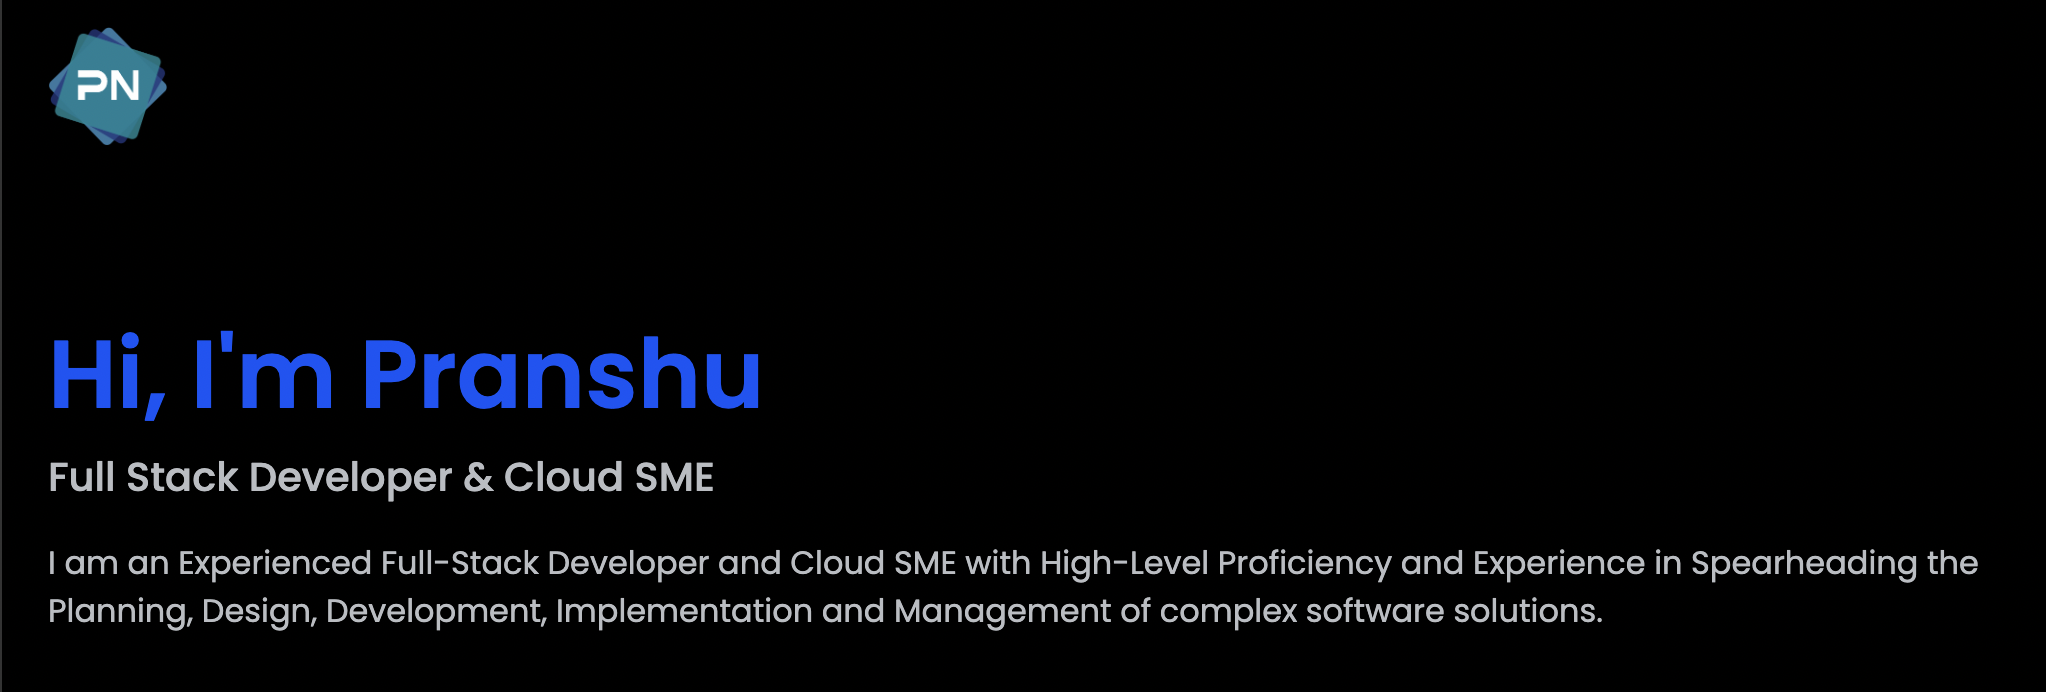 PN
Hi, I'm Pranshu
Full Stack Developer & Cloud SME
I am an Experienced Full-Stack Developer and Cloud SME with High-Level Proficiency and Experience in Spearheading the
Planning, Design, Development, Implementation and Management of complex software solutions.